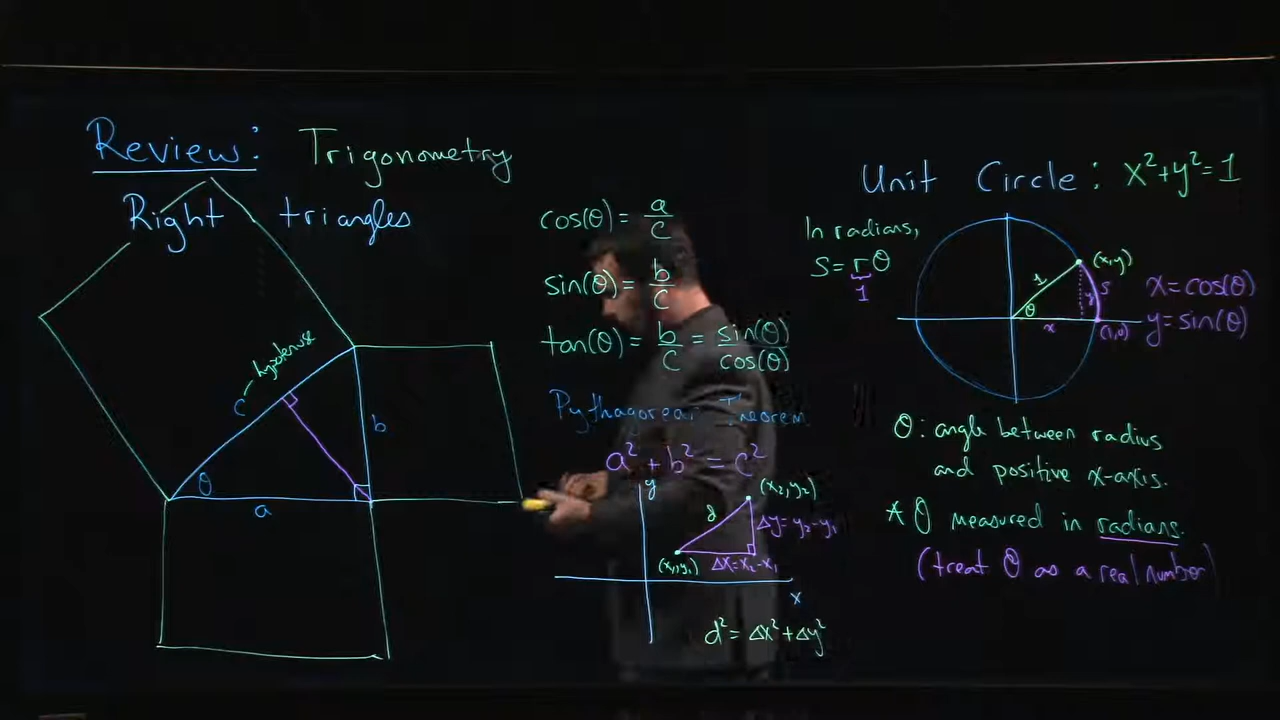 Review: Trigonometry
Right triangles
c
hypotenuse
b
θ
a
cos(θ) = a/c
sin(θ) = b/c
tan(θ) = b/c = sin(θ)/cos(θ)
Pythagorean Theorem
a² + b² = c²
y
(x₂,y₂)
d
Δy = y₂-y₁
(x₁,y₁)
Δx = x₂-x₁
x
d² = Δx² + Δy²
Unit Circle: x²+y²=1
In radians,
S = rθ
1
(x,y)
1
S
y
θ
x
(1,0)
x = cos(θ)
y = sin(θ)
θ: angle between radius
and positive x-axis.
* θ measured in radians.
(treat θ as a real number)